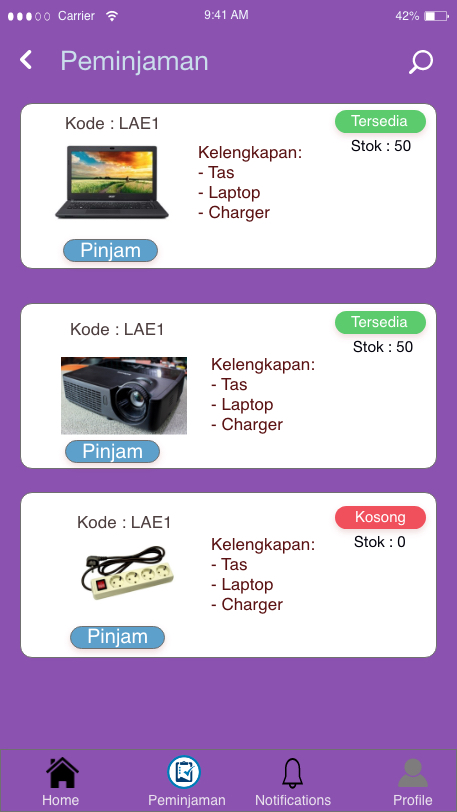 Carrier 9:41 AM 42%
Peminjaman
Kode : LAE1
Tersedia
Stok : 50
Kelengkapan:
- Tas
- Laptop
- Charger
Pinjam
Kode : LAE1
Tersedia
Stok : 50
Kelengkapan:
- Tas
- Laptop
- Charger
Pinjam
Kode : LAE1
Kosong
Stok : 0
Kelengkapan:
- Tas
- Laptop
- Charger
Pinjam
Home Peminjaman Notifications Profile